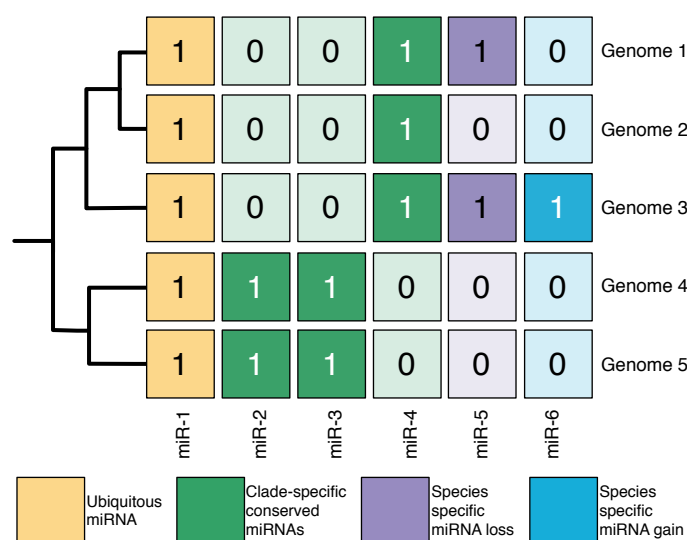 1 0 0 1 1 0 Genome 1
1 0 0 1 0 0 Genome 2
1 0 0 1 1 1 Genome 3
1 1 1 0 0 0 Genome 4
1 1 1 0 0 0 Genome 5
miR-1 miR-2 miR-3 miR-4 miR-5 miR-6
Ubiquitous
miRNA
Clade-specific
conserved
miRNAs
Species
specific
miRNA loss
Species
specific
miRNA gain